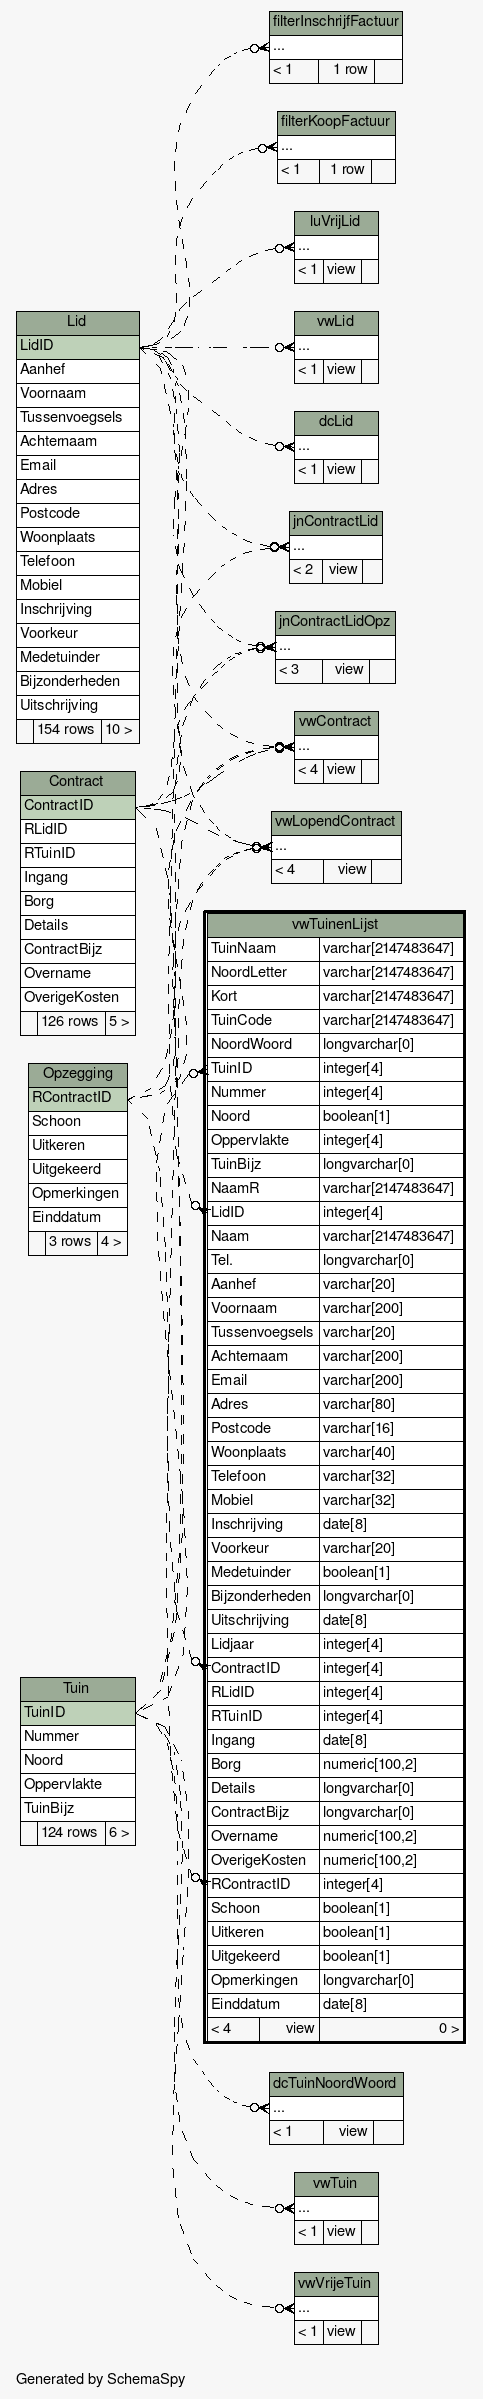 filterInschrijfFactuur
...
< 1 1 row
filterKoopFactuur
...
< 1 1 row
luVrijLid
...
< 1 view
vwLid
...
< 1 view
dcLid
...
< 1 view
jnContractLid
...
< 2 view
jnContractLidOpz
...
< 3 view
vwContract
...
< 4 view
vwLopendContract
...
< 4 view
Lid
LidID
Aanhef
Voornaam
Tussenvoegsels
Achternaam
Email
Adres
Postcode
Woonplaats
Telefoon
Mobiel
Inschrijving
Voorkeur
Medetuinder
Bijzonderheden
Uitschrijving
154 rows 10 >
Contract
ContractID
RLidID
RTuinID
Ingang
Borg
Details
ContractBijz
Overname
OverigeKosten
126 rows 5 >
Opzegging
RContractID
Schoon
Uitkeren
Uitgekeerd
Opmerkingen
Einddatum
3 rows 4 >
Tuin
TuinID
Nummer
Noord
Oppervlakte
TuinBijz
124 rows 6 >
vwTuinenLijst
TuinNaam varchar[2147483647]
NoordLetter varchar[2147483647]
Kort varchar[2147483647]
TuinCode varchar[2147483647]
NoordWoord longvarchar[0]
TuinID integer[4]
Nummer integer[4]
Noord boolean[1]
Oppervlakte integer[4]
TuinBijz longvarchar[0]
NaamR varchar[2147483647]
LidID integer[4]
Naam varchar[2147483647]
Tel. longvarchar[0]
Aanhef varchar[20]
Voornaam varchar[200]
Tussenvoegsels varchar[20]
Achternaam varchar[200]
Email varchar[200]
Adres varchar[80]
Postcode varchar[16]
Woonplaats varchar[40]
Telefoon varchar[32]
Mobiel varchar[32]
Inschrijving date[8]
Voorkeur varchar[20]
Medetuinder boolean[1]
Bijzonderheden longvarchar[0]
Uitschrijving date[8]
Lidjaar integer[4]
ContractID integer[4]
RLidID integer[4]
RTuinID integer[4]
Ingang date[8]
Borg numeric[100,2]
Details longvarchar[0]
ContractBijz longvarchar[0]
Overname numeric[100,2]
OverigeKosten numeric[100,2]
RContractID integer[4]
Schoon boolean[1]
Uitkeren boolean[1]
Uitgekeerd boolean[1]
Opmerkingen longvarchar[0]
Einddatum date[8]
< 4 view 0 >
dcTuinNoordWoord
...
< 1 view
vwTuin
...
< 1 view
vwVrijeTuin
...
< 1 view
Generated by SchemaSpy